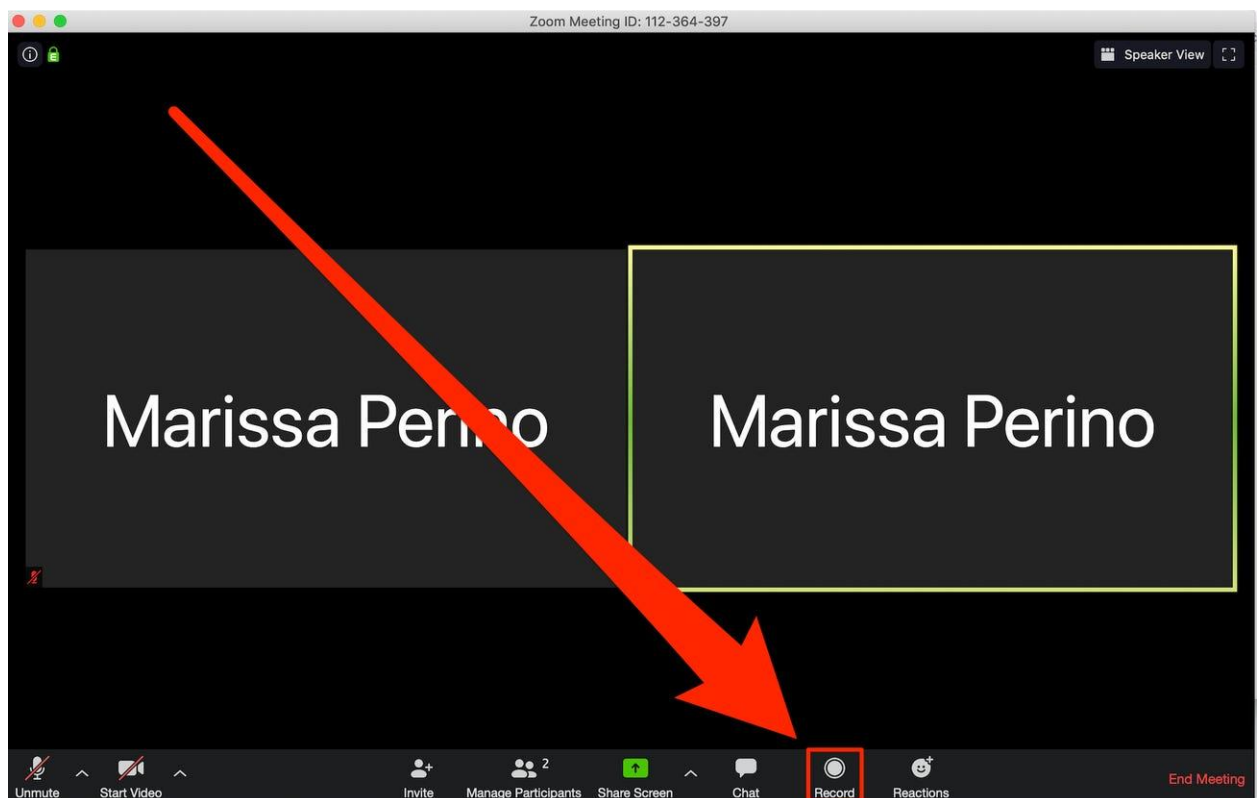 Zoom Meeting ID: 112-364-397
E
Speaker View
Marissa Perino
Marissa Perino
2
Unmute
Start Video
Invite
Manage Participants
Share Screen
Chat
Record
Reactions
End Meeting